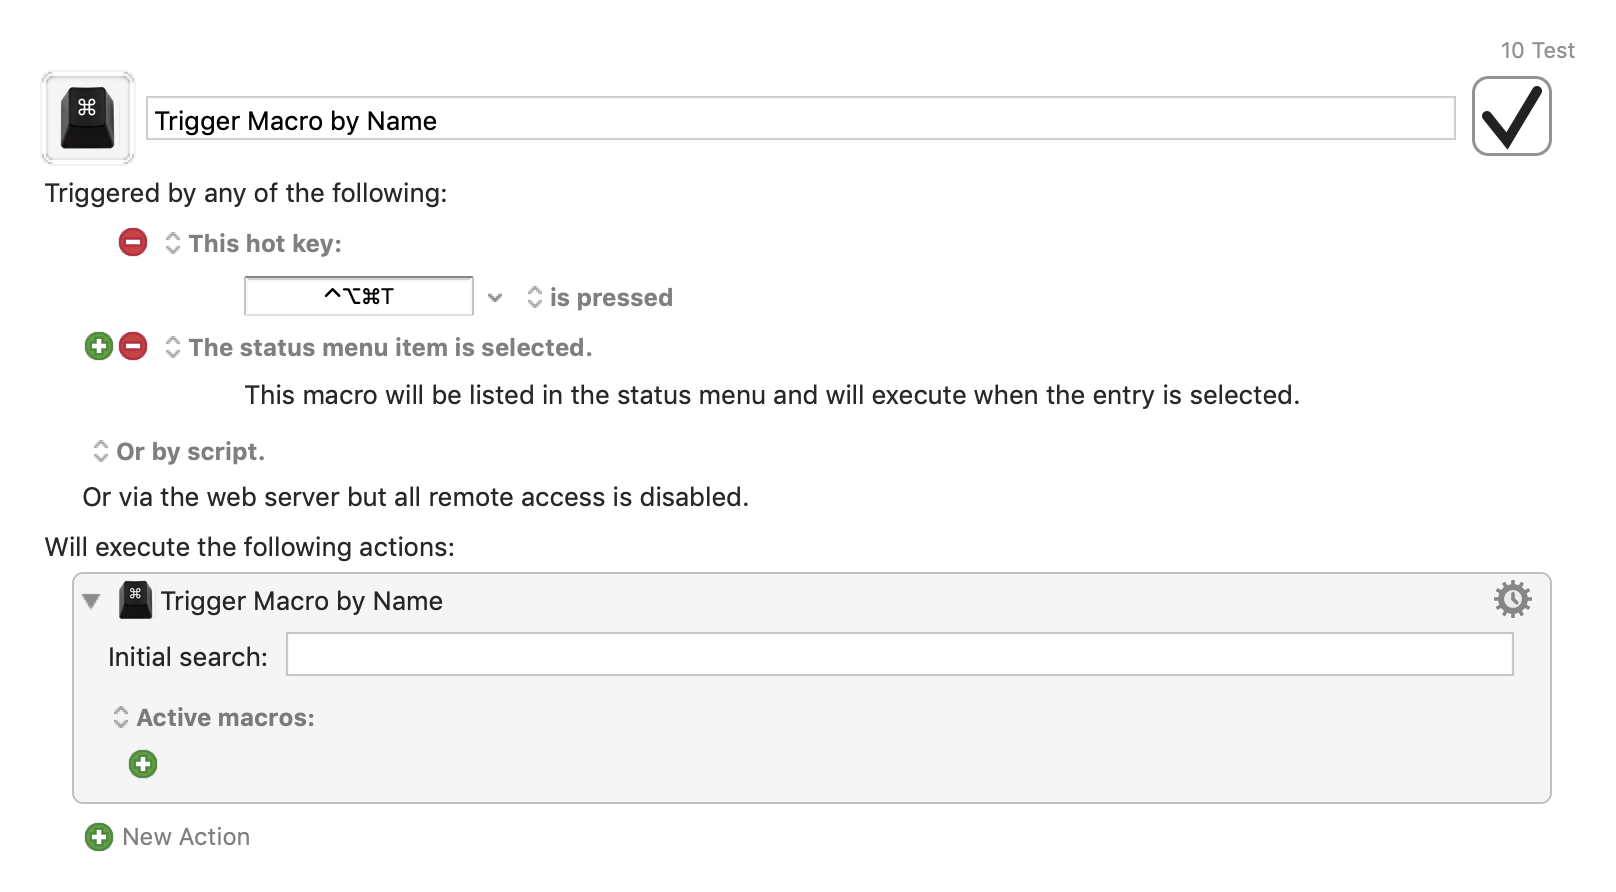 10 Test
⌘
Trigger Macro by Name
Triggered by any of the following:
This hot key:
^⌥⌘T
is pressed
The status menu item is selected.
This macro will be listed in the status menu and will execute when the entry is selected.
Or by script.
Or via the web server but all remote access is disabled.
Will execute the following actions:
⌘
Trigger Macro by Name
Initial search:
Active macros:
New Action